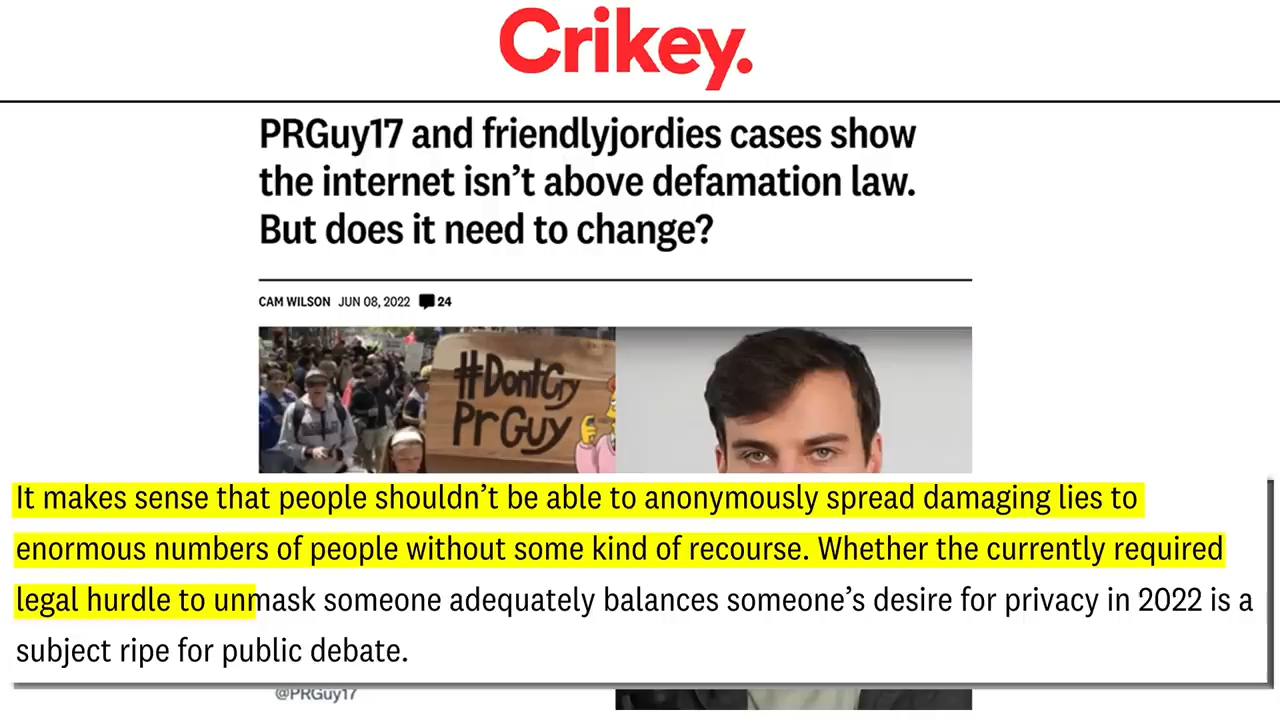 Crikey.
PRGuy17 and friendlyjordies cases show
the internet isn’t above defamation law.
But does it need to change?
CAM WILSON JUN 08, 2022 24
#DontCry
PrGuy
It makes sense that people shouldn’t be able to anonymously spread damaging lies to
enormous numbers of people without some kind of recourse. Whether the currently required
legal hurdle to unmask someone adequately balances someone’s desire for privacy in 2022 is a
subject ripe for public debate.
@PRGuy17